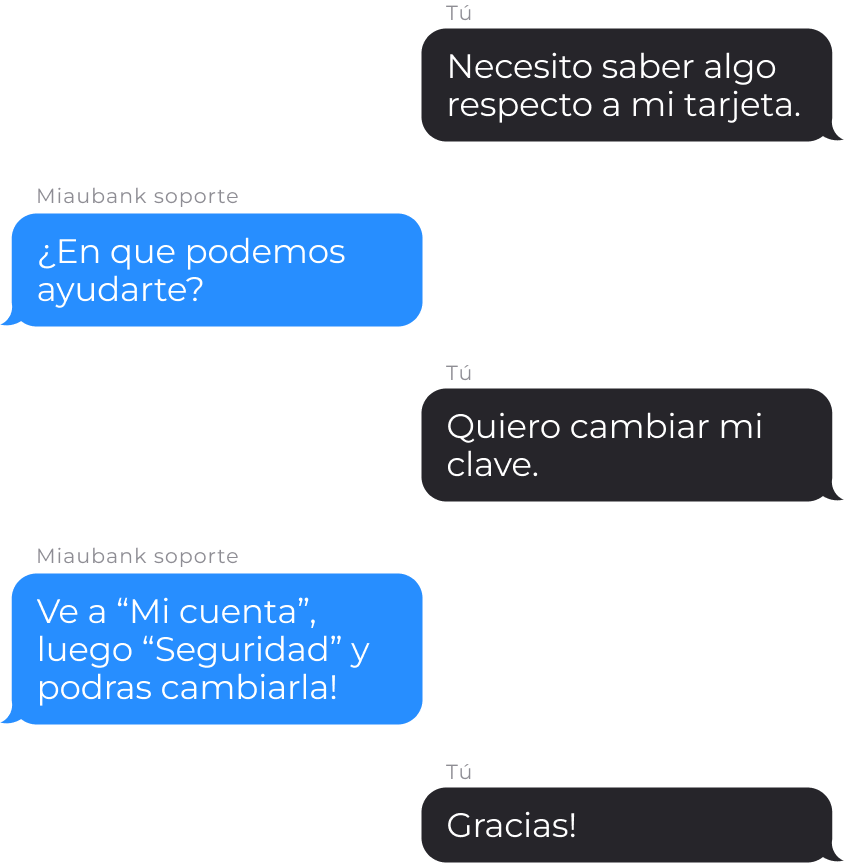 Tú
Necesito saber algo
respecto a mi tarjeta.
Miaubank soporte
¿En que podemos
ayudarte?
Tú
Quiero cambiar mi
clave.
Miaubank soporte
Ve a “Mi cuenta”,
luego “Seguridad” y
podras cambiarla!
Tú
Gracias!